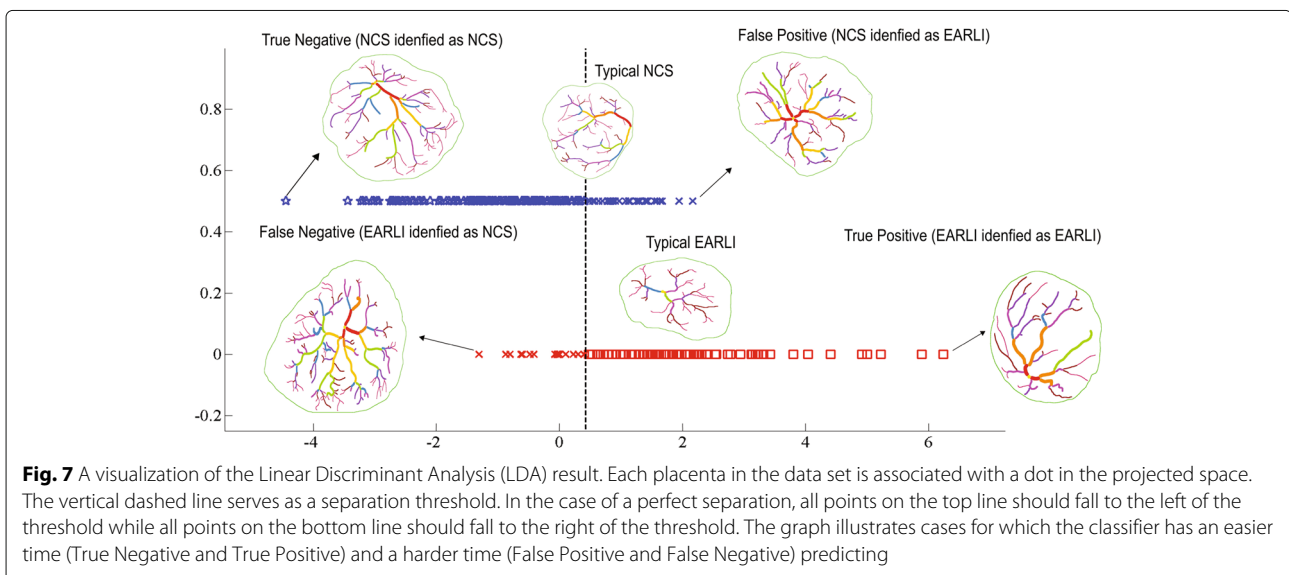 True Negative (NCS idenfied as NCS)
False Positive (NCS idenfied as EARLI)
Typical NCS
0.8
0.6
0.4
False Negative (EARLI idenfied as NCS)
Typical EARLI
True Positive (EARLI idenfied as EARLI)
0.2
0
-0.2
-4 -2 0 2 4 6
Fig. 7 A visualization of the Linear Discriminant Analysis (LDA) result. Each placenta in the data set is associated with a dot in the projected space.
The vertical dashed line serves as a separation threshold. In the case of a perfect separation, all points on the top line should fall to the left of the
threshold while all points on the bottom line should fall to the right of the threshold. The graph illustrates cases for which the classifier has an easier
time (True Negative and True Positive) and a harder time (False Positive and False Negative) predicting